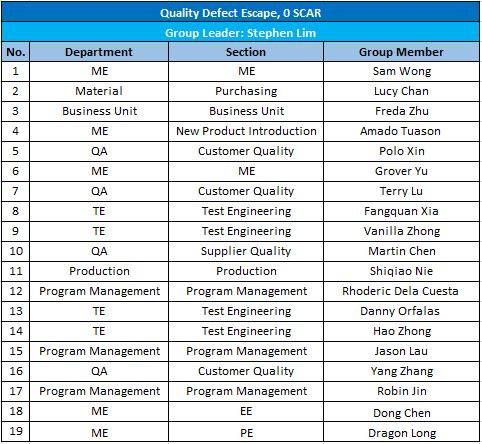 Quality Defect Escape, 0 SCAR
Group Leader: Stephen Lim
No. Department Section Group Member
1 ME ME Sam Wong
2 Material Purchasing Lucy Chan
3 Business Unit Business Unit Freda Zhu
4 ME New Product Introduction Amado Tuason
5 QA Customer Quality Polo Xin
6 ME ME Grover Yu
7 QA Customer Quality Terry Lu
8 TE Test Engineering Fangquan Xia
9 TE Test Engineering Vanilla Zhong
10 QA Supplier Quality Martin Chen
11 Production Production Shiqiao Nie
12 Program Management Program Management Rhoderic Dela Cuesta
13 TE Test Engineering Danny Orfalas
14 TE Test Engineering Hao Zhong
15 Program Management Program Management Jason Lau
16 QA Customer Quality Yang Zhang
17 Program Management Program Management Robin Jin
18 ME EE Dong Chen
19 ME PE Dragon Long